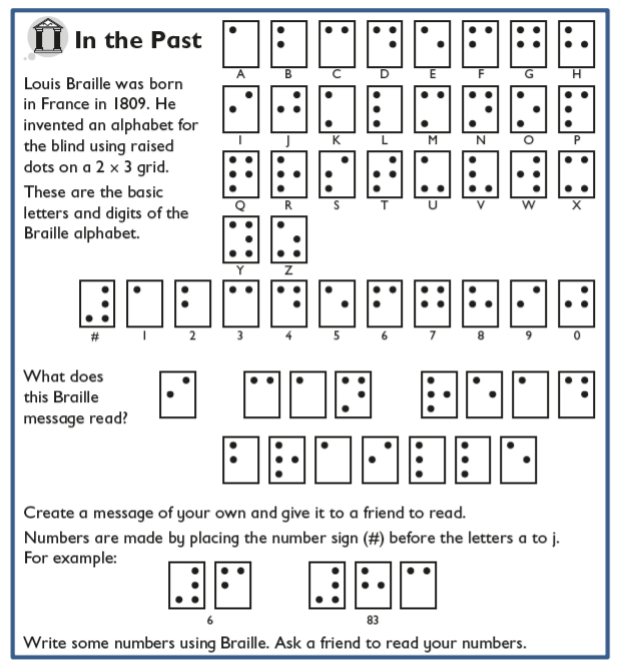 In the Past
Louis Braille was born
in France in 1809. He
invented an alphabet for
the blind using raised
dots on a 2 × 3 grid.
These are the basic
letters and digits of the
Braille alphabet.
A B C D E F G H
I J K L M N O P
Q R S T U V W X
Y Z
# 1 2 3 4 5 6 7 8 9 0
What does
this Braille
message read?
Create a message of your own and give it to a friend to read.
Numbers are made by placing the number sign (#) before the letters a to j.
For example:
6 83
Write some numbers using Braille. Ask a friend to read your numbers.